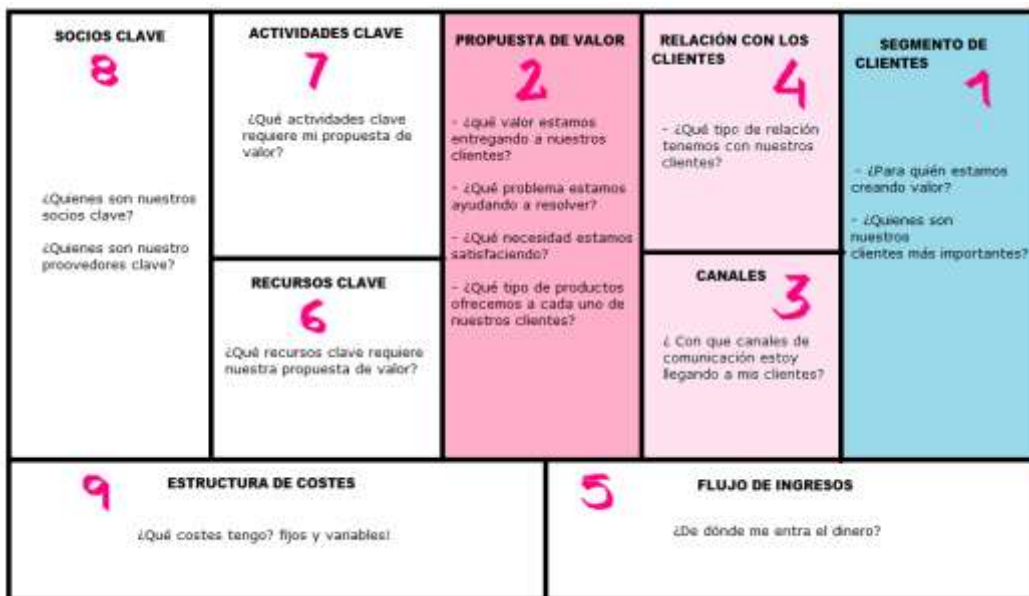 SOCIOS CLAVE
8
¿Quienes son nuestros
socios clave?
¿Quienes son nuestro
proovedores clave?
ACTIVIDADES CLAVE
7
¿Qué actividades clave
requiere mi propuesta de
valor?
RECURSOS CLAVE
6
¿Qué recursos clave requiere
nuestra propuesta de valor?
PROPUESTA DE VALOR
2
- ¿qué valor estamos
entregando a nuestros
clientes?
- ¿Qué problema estamos
ayudando a resolver?
- ¿Qué necesidad estamos
satisfaciendo?
- ¿Qué tipo de productos
ofrecemos a cada uno de
nuestros clientes?
RELACIÓN CON LOS
CLIENTES
4
- ¿Qué tipo de relación
tenemos con nuestros
clientes?
CANALES
3
¿ Con que canales de
comunicación estoy
llegando a mis clientes?
SEGMENTO DE
CLIENTES
1
- ¿Para quién estamos
creando valor?
- ¿Quienes son
nuestros
clientes más importantes?
9
ESTRUCTURA DE COSTES
¿Qué costes tengo? fijos y variables!
5
FLUJO DE INGRESOS
¿De dónde me entra el dinero?